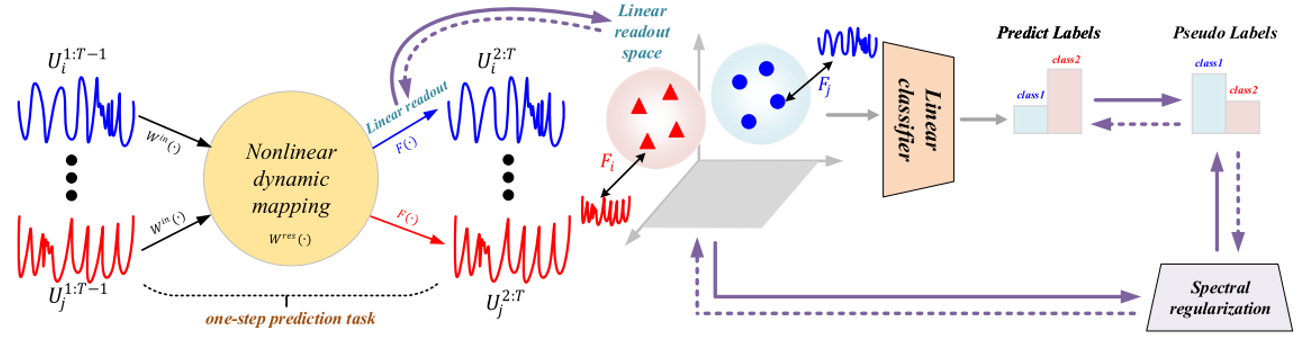 U_i^{1:T-1}
W^{in}(·)
Nonlinear
dynamic
mapping
W^{res}(·)
W^{in}(·)
U_j^{1:T-1}
one-step prediction task
Linear readout
F(·)
F(·)
U_i^{2:T}
U_j^{2:T}
Linear
readout
space
F_i
F_j
Linear
classifier
Predict Labels
class1
class2
Pseudo Labels
class1
class2
Spectral
regularization